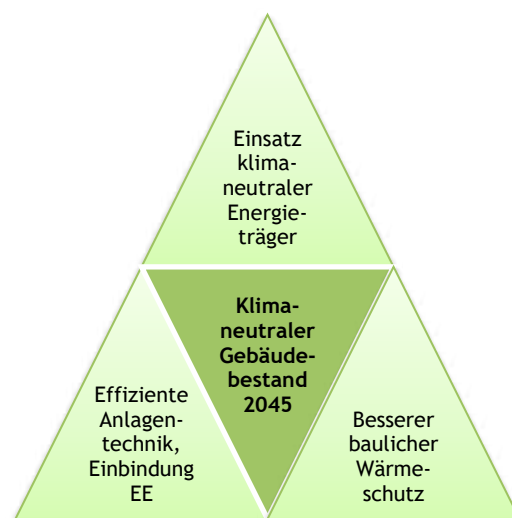 Einsatz
klima-
neutraler
Energie-
träger
Klima-
neutraler
Gebäude-
bestand
2045
Effiziente
Anlagen-
technik,
Einbindung
EE
Besserer
baulicher
Wärme-
schutz